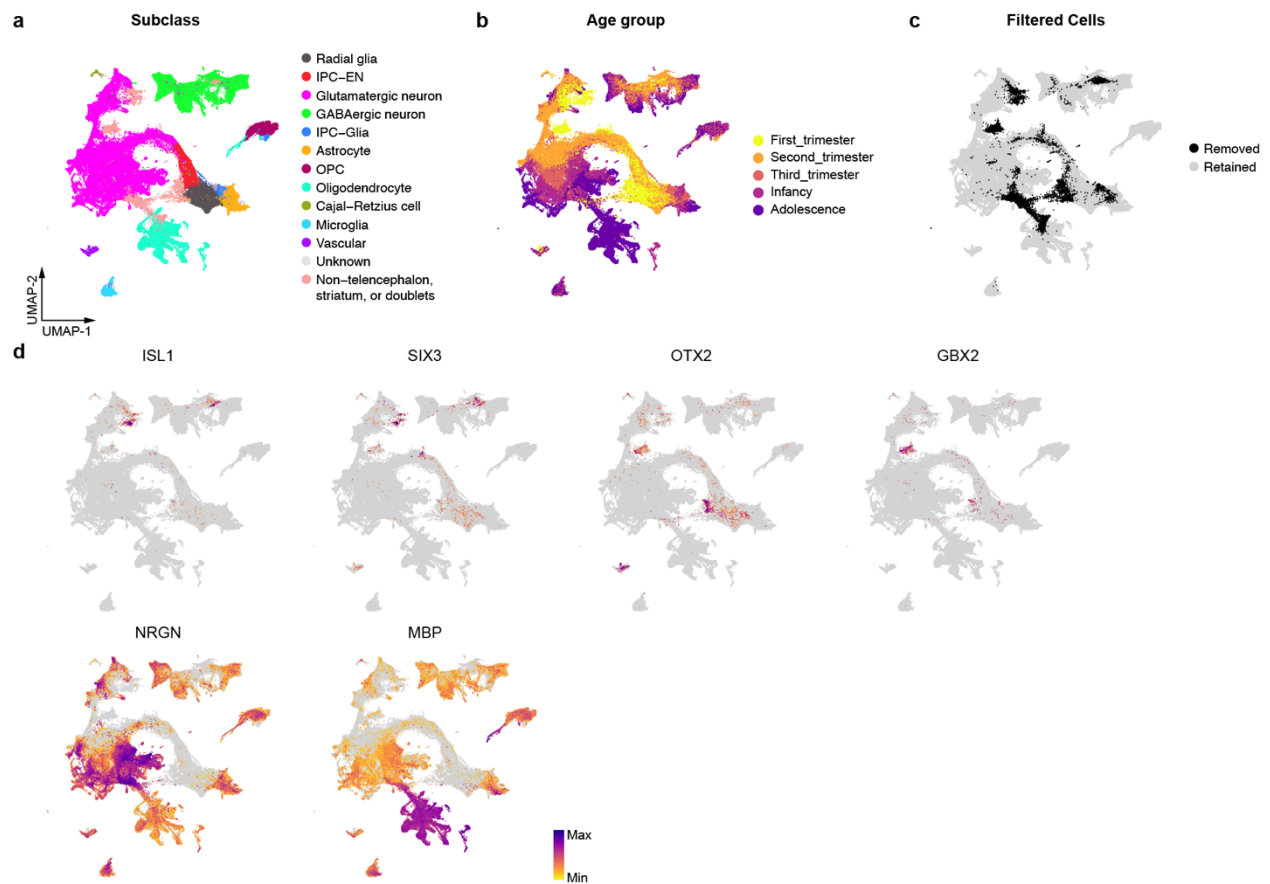 a
Subclass
Radial glia
IPC−EN
Glutamatergic neuron
GABAergic neuron
IPC−Glia
Astrocyte
OPC
Oligodendrocyte
Cajal−Retzius cell
Microglia
Vascular
Unknown
Non−telencephalon,
striatum, or doublets
UMAP-2
UMAP-1
b
Age group
First_trimester
Second_trimester
Third_trimester
Infancy
Adolescence
c
Filtered Cells
Removed
Retained
d
ISL1
SIX3
OTX2
GBX2
NRGN
MBP
Max
Min